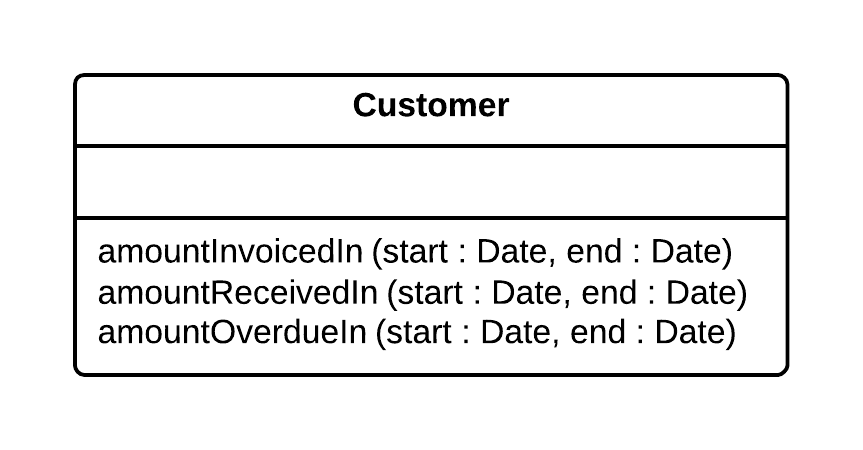 Customer
amountInvoicedIn (start : Date, end : Date)
amountReceivedIn (start : Date, end : Date)
amountOverdueIn (start : Date, end : Date)